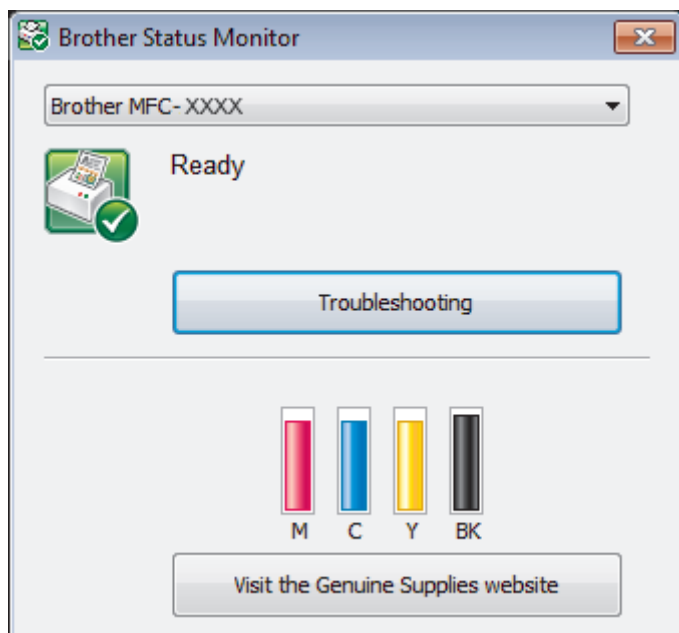 Brother Status Monitor
Brother MFC- XXXX
Ready
Troubleshooting
M C Y BK
Visit the Genuine Supplies website